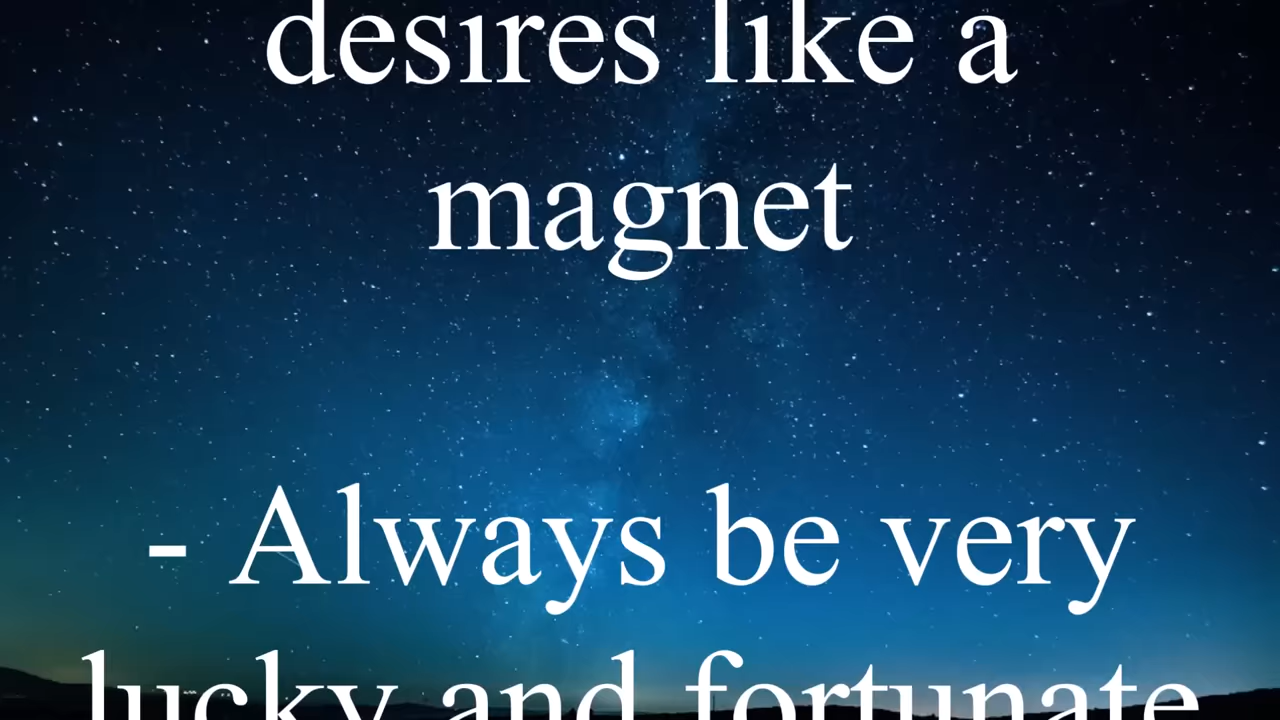 desires like a
magnet
- Always be very
lucky and fortunate